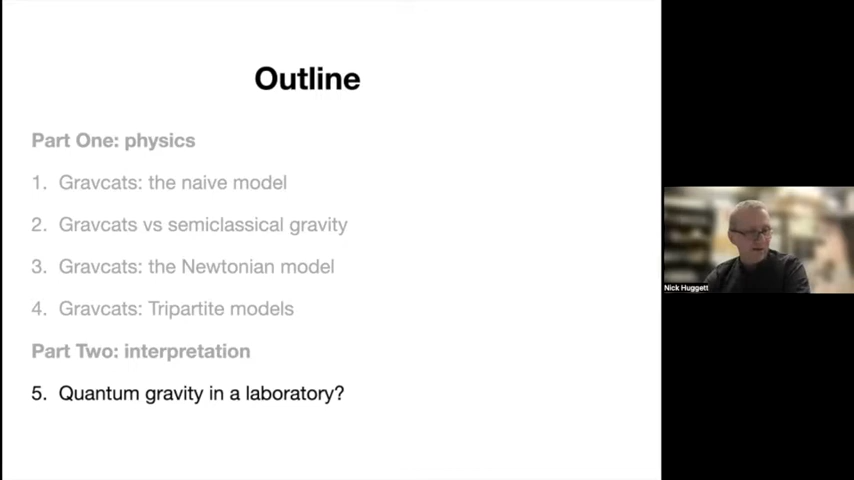 Outline
Part One: physics
1. Gravcats: the naive model
2. Gravcats vs semiclassical gravity
3. Gravcats: the Newtonian model
4. Gravcats: Tripartite models
Part Two: interpretation
5. Quantum gravity in a laboratory?
Nick Huggett